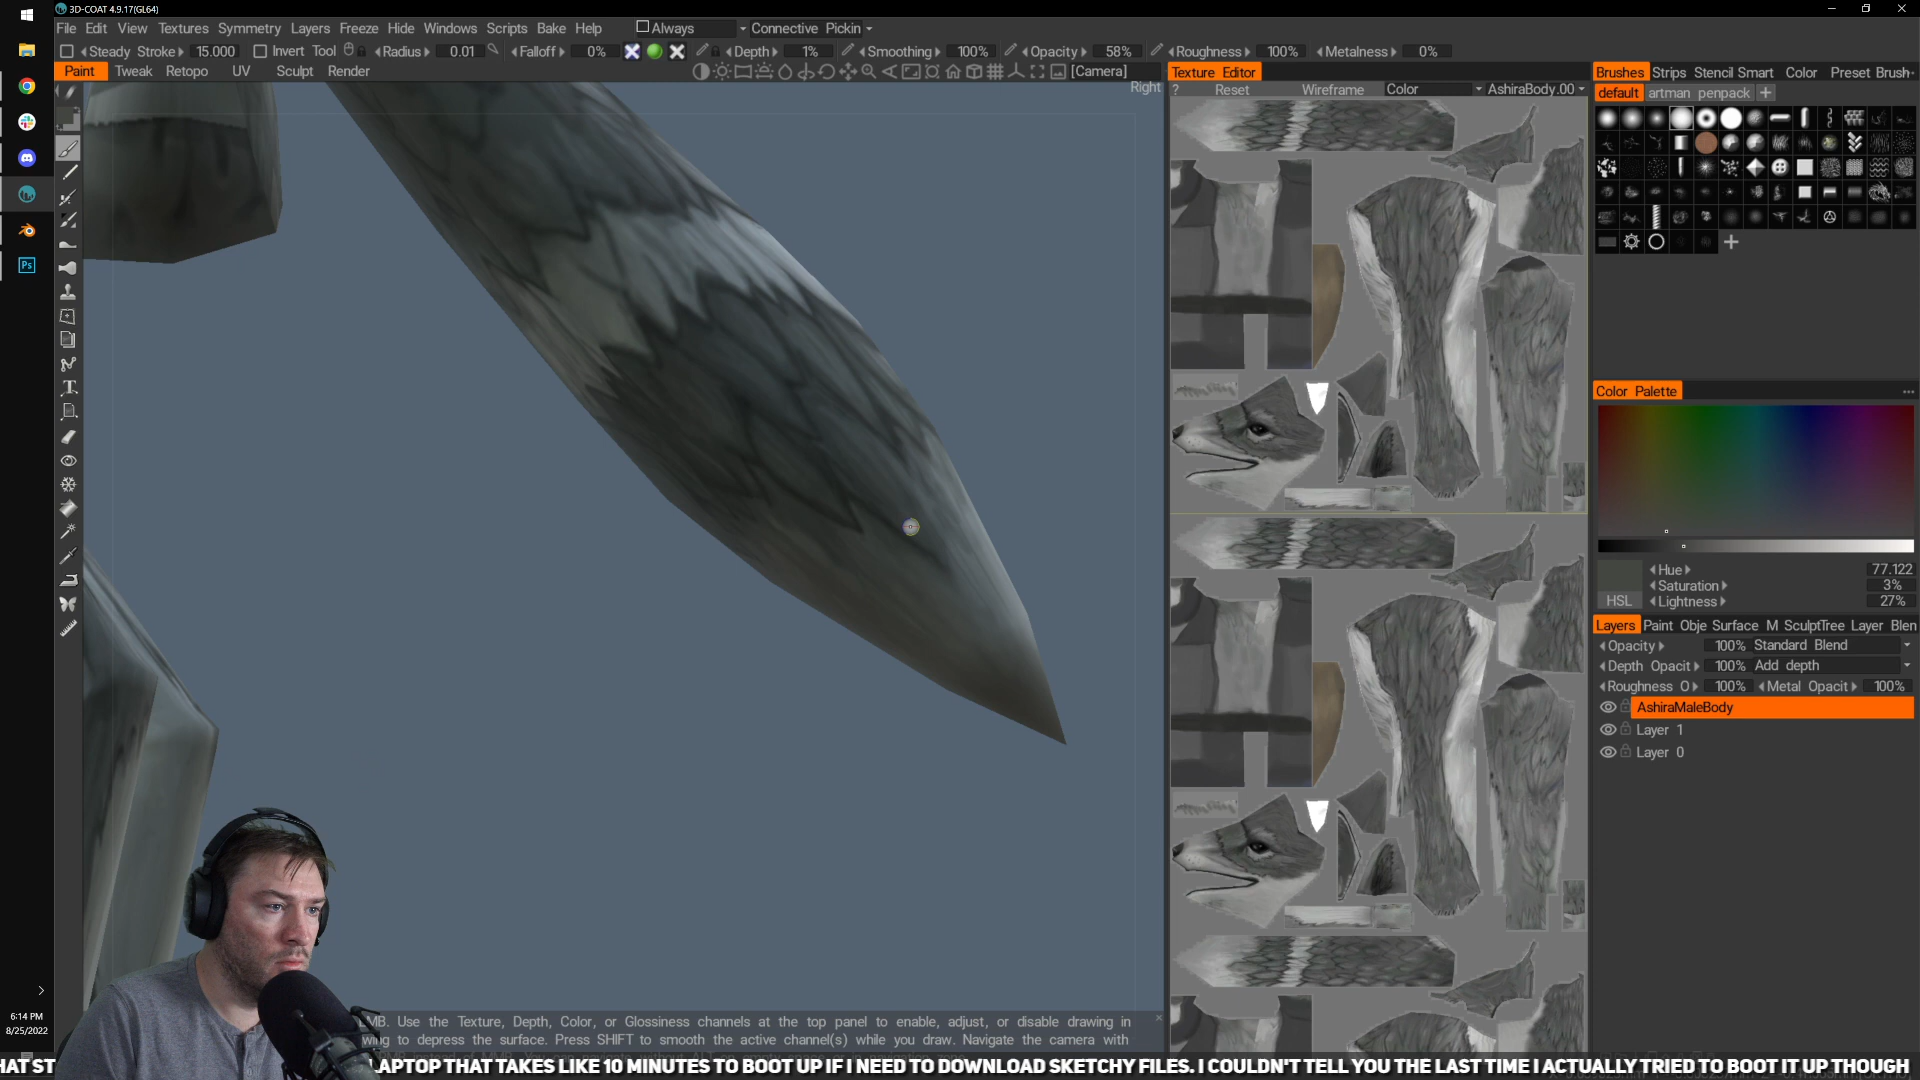 3D-COAT 4.9.17(GL64)
File Edit View Textures Symmetry Layers Freeze Hide Windows Scripts Bake Help Always Connective Pickin
Steady Stroke 15.000 Invert Tool Radius 0.01 Falloff 0% Depth 1% Smoothing 100% Opacity 58% Roughness 100% Metalness 0%
Paint Tweak Retopo UV Sculpt Render [Camera]
Right
Texture Editor
? Reset Wireframe Color AshiraBody.00
Brushes Strips Stencil Smart Color Preset Brush
default artman penpack +
Color Palette
Hue 77.122
Saturation 3%
HSL Lightness 27%
Layers Paint Obje Surface M SculptTree Layer Blen
Opacity 100% Standard Blend
Depth Opacit 100% Add depth
Roughness O 100% Metal Opacit 100%
AshiraMaleBody
Layer 1
Layer 0
Ps
6:14 PM
8/25/2022
LMB. Use the Texture, Depth, Color, or Glossiness channels at the top panel to enable, adjust, or disable drawing in
wing to depress the surface. Press SHIFT to smooth the active channel(s) while you draw. Navigate the camera with
HAT ST
LAPTOP THAT TAKES LIKE 10 MINUTES TO BOOT UP IF I NEED TO DOWNLOAD SKETCHY FILES. I COULDN'T TELL YOU THE LAST TIME I ACTUALLY TRIED TO BOOT IT UP THOUGH